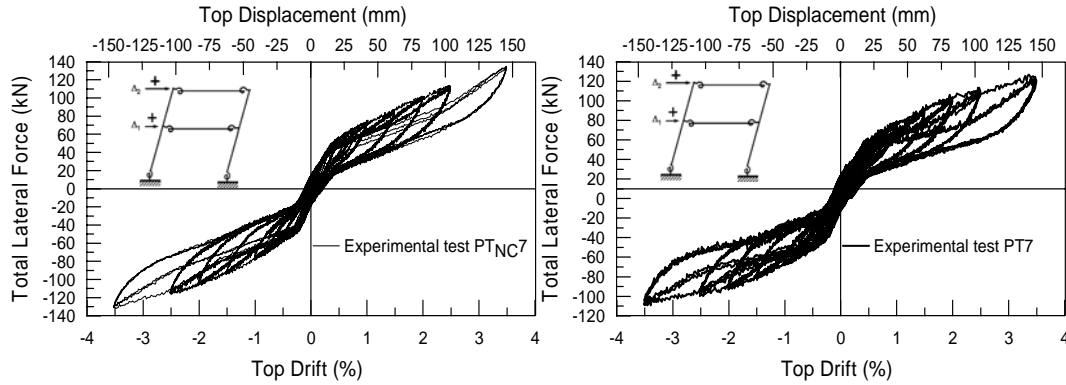 Top Displacement (mm)
-150 -125 -100 -75 -50 0 25 50 75 100 125 150
Total Lateral Force (kN)
140
120
100
80
60
40
20
0
-20
-40
-60
-80
-100
-120
-140
+
Δ2
+
Δ1
Experimental test PTNC7
-4 -3 -2 -1 0 1 2 3 4
Top Drift (%)
Top Displacement (mm)
-150 -125 -100 -75 -50 0 25 50 75 100 125 150
Total Lateral Force (kN)
140
120
100
80
60
40
20
0
-20
-40
-60
-80
-100
-120
+
Δ2
+
Δ1
Experimental test PT7
-4 -3 -2 -1 0 1 2 3 4
Top Drift (%)